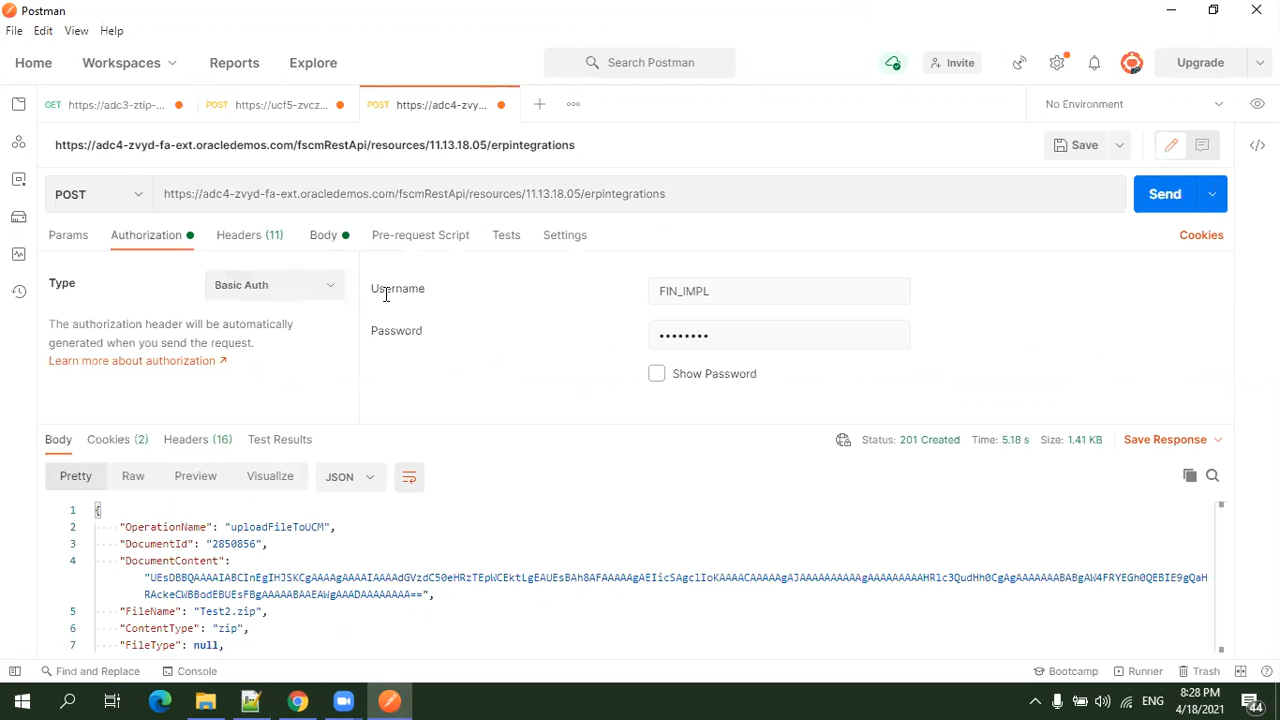 Postman
File Edit View Help
Home Workspaces Reports Explore Search Postman Invite Upgrade
GET https://adc3-ztip-... POST https://ucf5-zvcz... POST https://adc4-zvy... No Environment
https://adc4-zvyd-fa-ext.oracledemos.com/fscmRestApi/resources/11.13.18.05/erpintegrations Save
POST https://adc4-zvyd-fa-ext.oracledemos.com/fscmRestApi/resources/11.13.18.05/erpintegrations Send
Params Authorization Headers (11) Body Pre-request Script Tests Settings Cookies
Type Basic Auth Username FIN_IMPL
The authorization header will be automatically
generated when you send the request.
Learn more about authorization
Password ••••••••
Show Password
Body Cookies (2) Headers (16) Test Results Status: 201 Created Time: 5.18 s Size: 1.41 KB Save Response
Pretty Raw Preview Visualize JSON
1 {
2 "OperationName": "uploadFileToUCM",
3 "DocumentId": "2850856",
4 "DocumentContent":
5 "FileName": "Test2.zip",
6 "ContentType": "zip",
7 "FileType": null,
Find and Replace Console Bootcamp Runner Trash
ENG 8:28 PM
4/18/2021 44